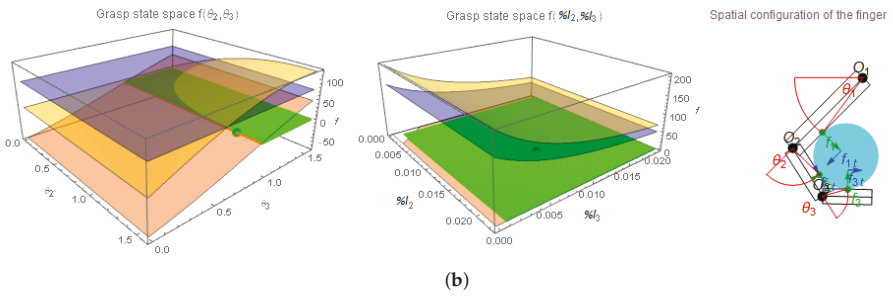 Grasp state space f(θ₂,θ₃)
100
50
0
-50
f
0.0
0.5
1.0
1.5
θ₂
0.0
0.5
1.0
1.5
θ₃
Grasp state space f(%l₂,%l₃)
200
150
100
50
0
f
0.000
0.005
0.010
0.015
0.020
%l₂
0.000
0.005
0.010
0.015
0.020
%l₃
Spatial configuration of the finger
O₁
θ₁
O₂
f₁
θ₂
f₁t
f₃t
θ₃
f₃
(b)